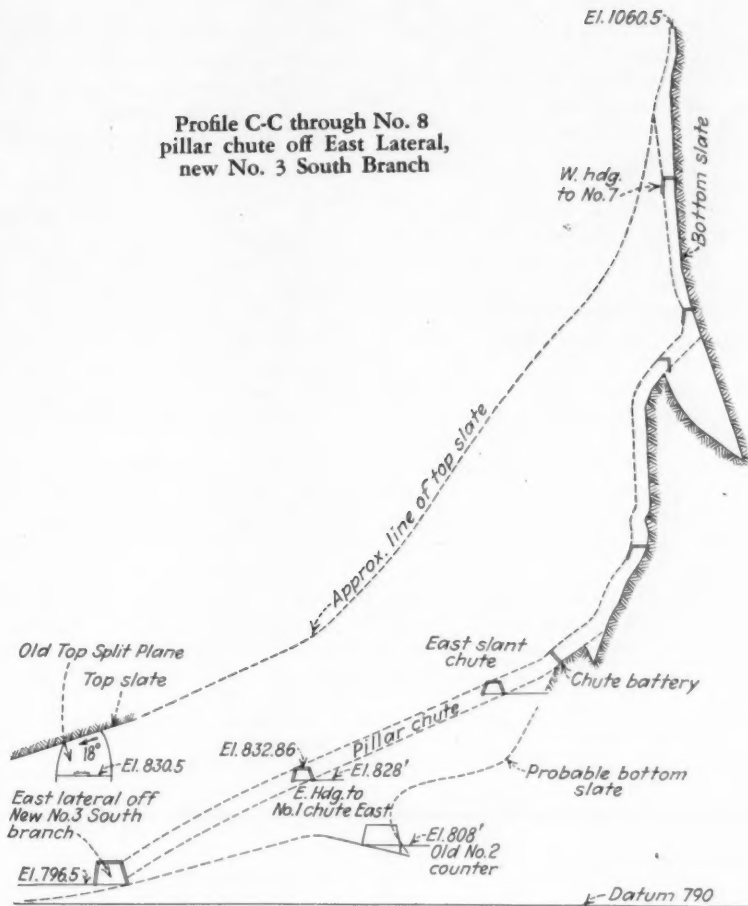 El. 1060.5
Profile C-C through No. 8
pillar chute off East Lateral,
new No. 3 South Branch
W. hdg.
to No. 7
Bottom slate
Approx. line of top slate
Old Top Split Plane
Top slate
18°
El. 830.5
East slant
chute
Chute battery
Pillar chute
El. 832.86
El. 828'
E. Hdg. to
No. 1 chute East
Probable bottom
slate
East lateral off
New No. 3 South
branch
El. 808'
Old No. 2
counter
El. 796.5
Datum 790